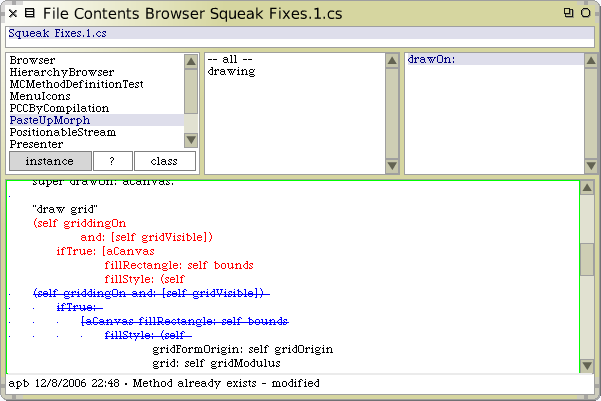 File Contents Browser Squeak Fixes.1.cs
Squeak Fixes.1.cs
Browser
HierarchyBrowser
MCMethodDefinitionTest
MenuIcons
PCCByCompilation
PasteUpMorph
PositionableStream
Presenter
instance ? class
-- all --
drawing
drawOn:
super drawOn: aCanvas.
"draw grid"
(self griddingOn
and: [self gridVisible])
ifTrue: [aCanvas
fillRectangle: self bounds
fillStyle: (self
(self griddingOn and: [self gridVisible])
ifTrue:
[aCanvas fillRectangle: self bounds
fillStyle: (self
gridFormOrigin: self gridOrigin
grid: self gridModulus
apb 12/8/2006 22:48 · Method already exists - modified